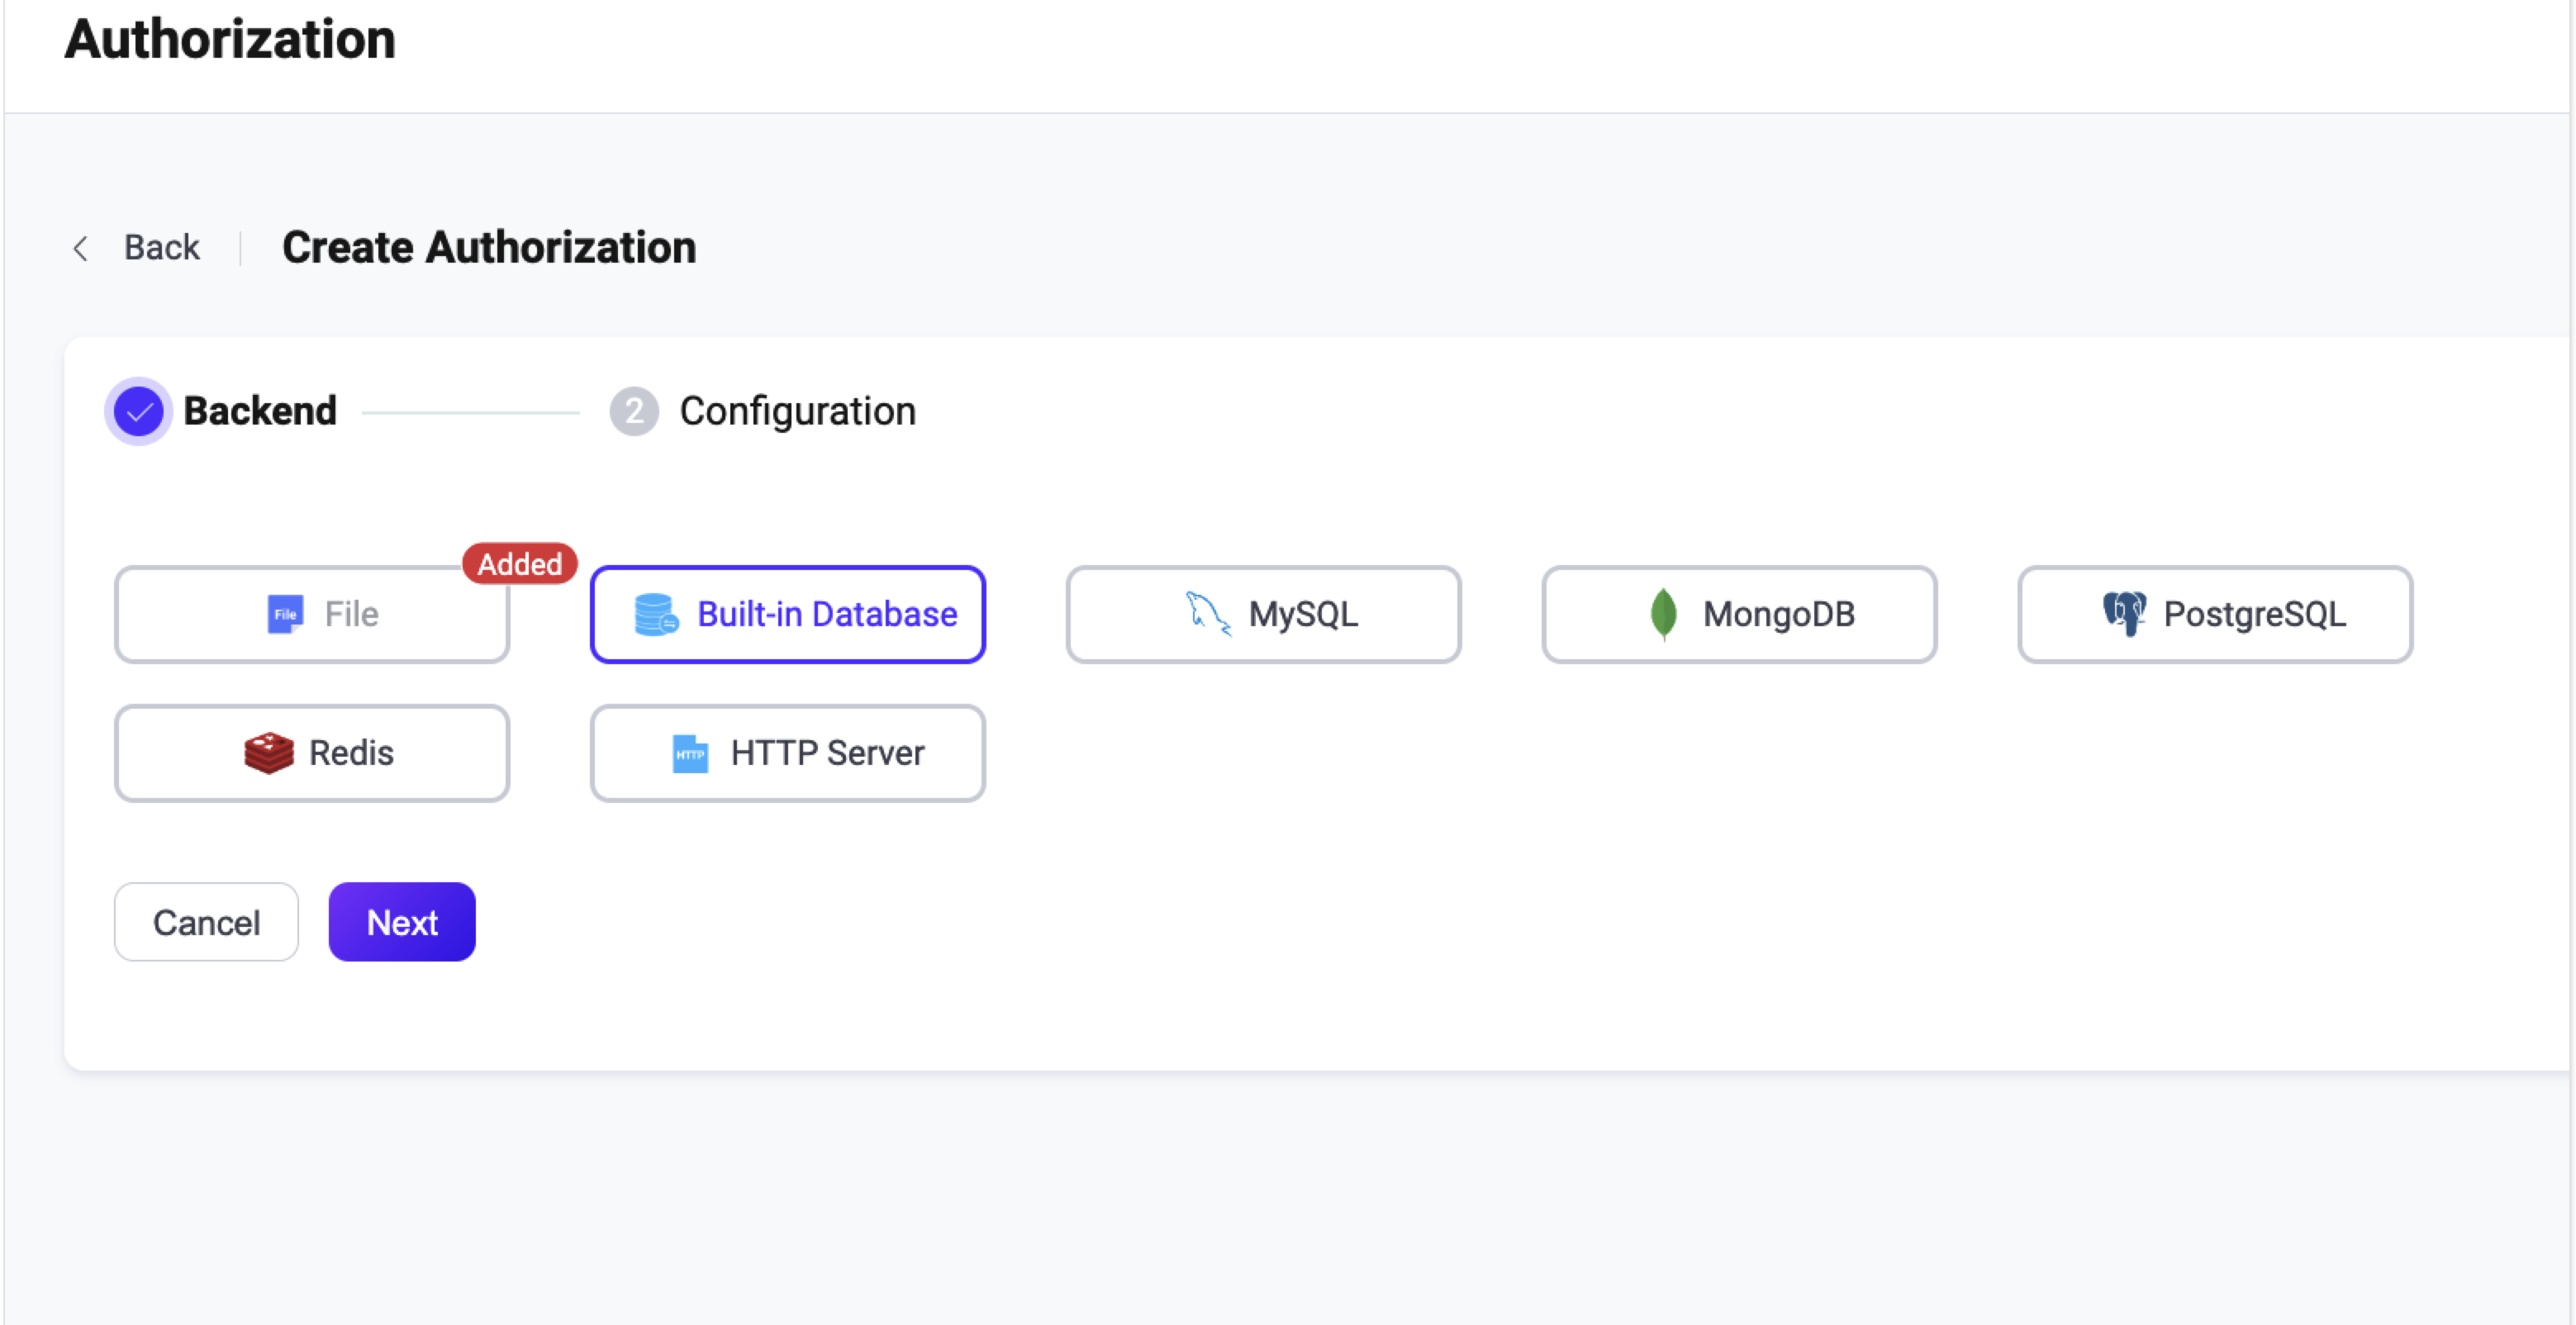 Authorization
Back
Create Authorization
Backend
2 Configuration
Added
File File
Built-in Database
MySQL
MongoDB
PostgreSQL
Redis
HTTP HTTP Server
Cancel
Next